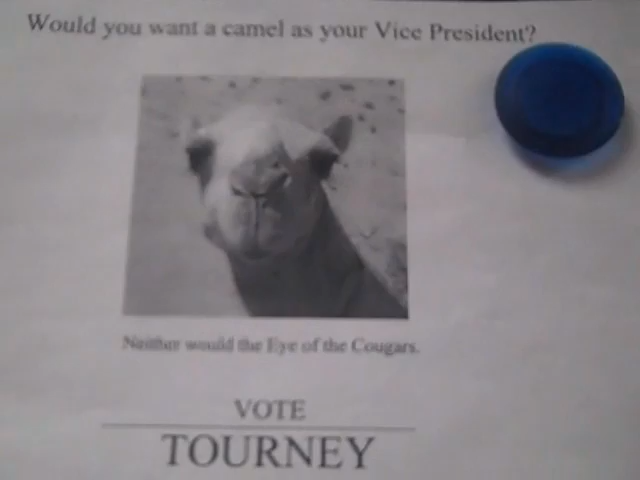 Would you want a camel as your Vice President?
Neither would the Eye of the Cougars.
VOTE
TOURNEY